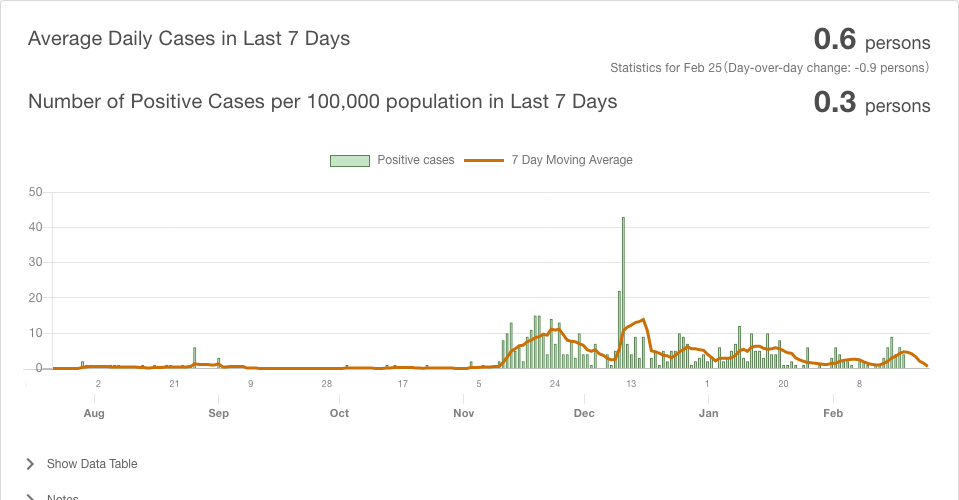 Average Daily Cases in Last 7 Days
0.6 persons
Statistics for Feb 25(Day-over-day change: -0.9 persons)
Number of Positive Cases per 100,000 population in Last 7 Days
0.3 persons
Positive cases
7 Day Moving Average
50
40
30
20
10
0
2 21 9 28 17 5 24 13 1 20 8
Aug Sep Oct Nov Dec Jan Feb
Show Data Table
Notes